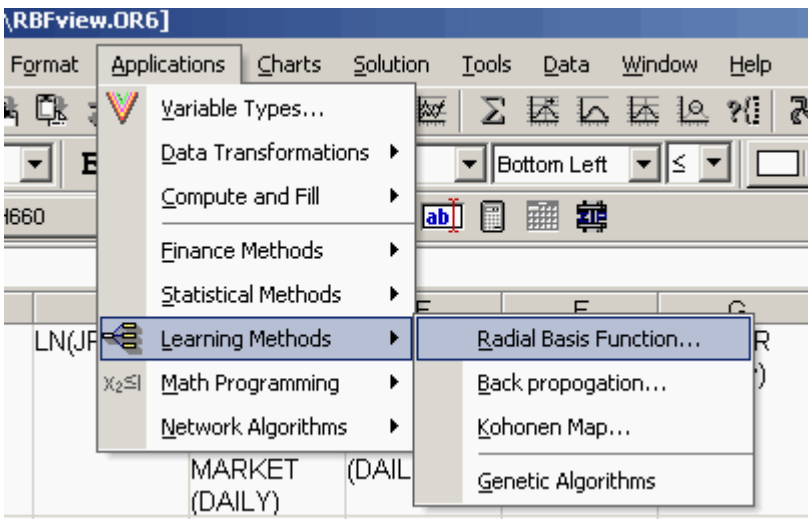 \RBFview.OR6]
Format Applications Charts Solution Tools Data Window Help
Variable Types...
Data Transformations
Bottom Left ≤
Compute and Fill
Finance Methods
Statistical Methods
Learning Methods
Radial Basis Function...
Math Programming
Back propogation...
Network Algorithms
Kohonen Map...
Genetic Algorithms
MARKET
(DAILY)